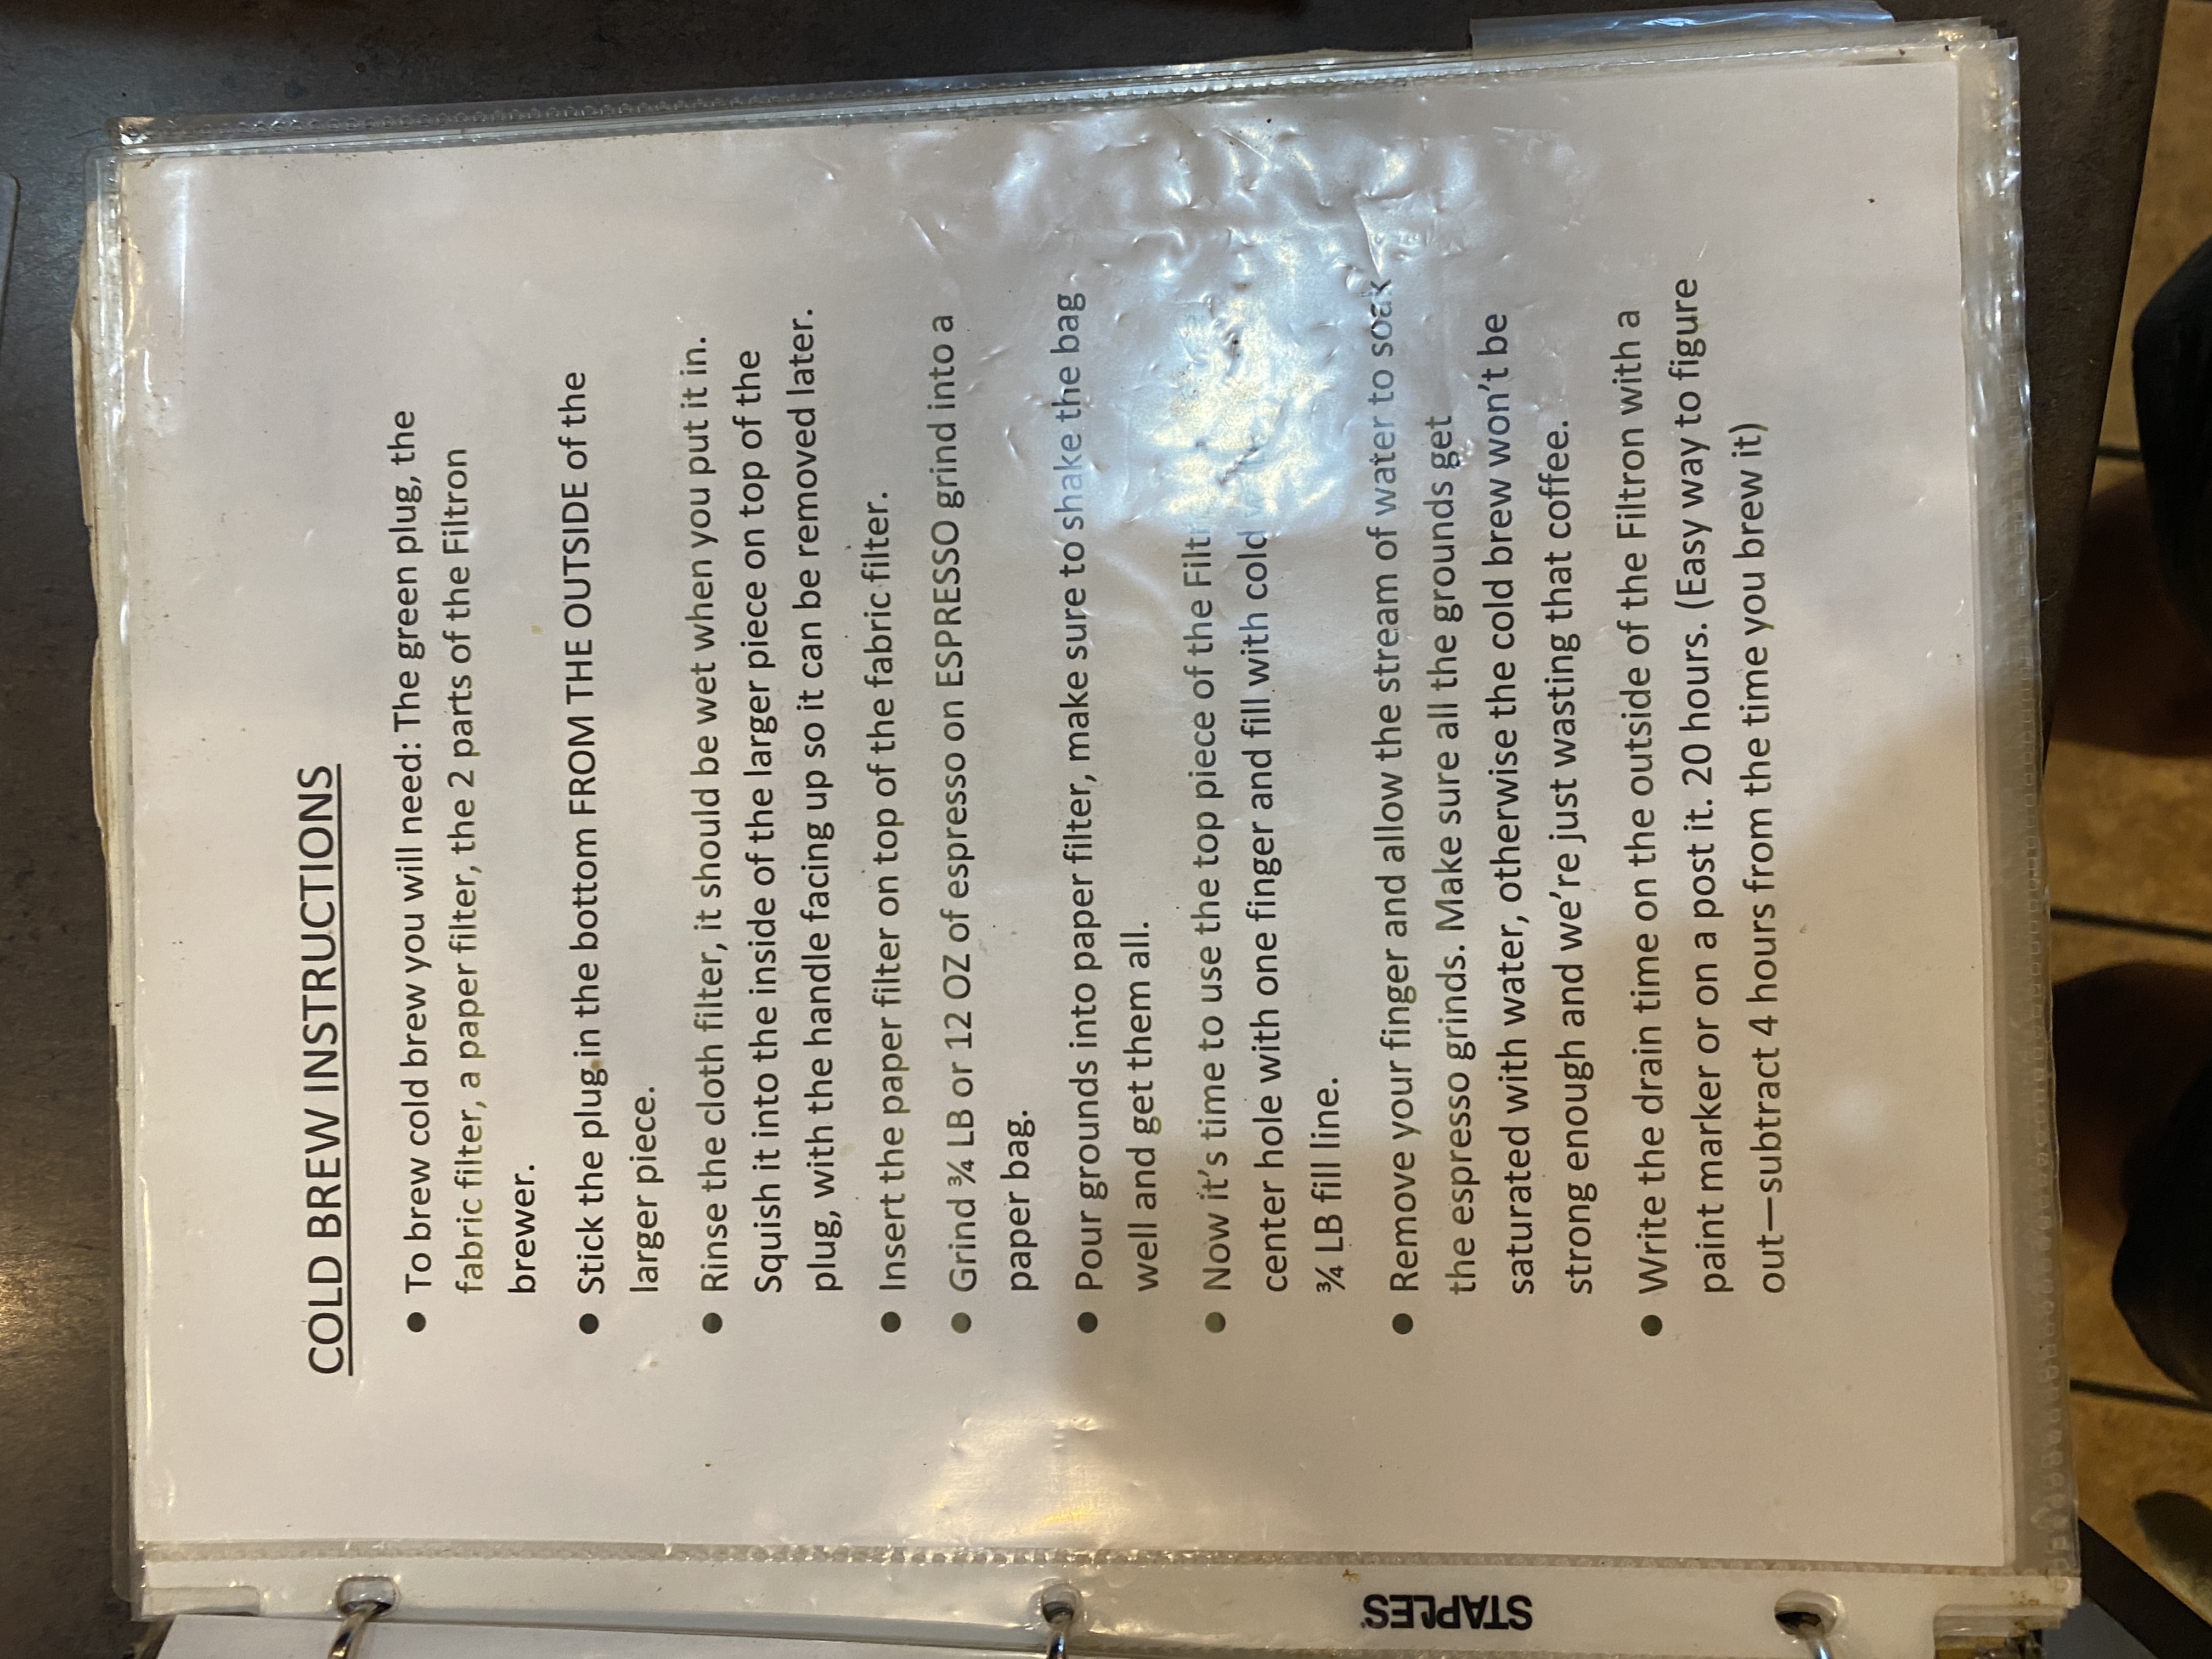 STAPLES
COLD BREW INSTRUCTIONS
● To brew cold brew you will need: The green plug, the
fabric filter, a paper filter, the 2 parts of the Filtron
brewer.
● Stick the plug in the bottom FROM THE OUTSIDE of the
larger piece.
● Rinse the cloth filter, it should be wet when you put it in.
Squish it into the inside of the larger piece on top of the
plug, with the handle facing up so it can be removed later.
● Insert the paper filter on top of the fabric filter.
● Grind ¾ LB or 12 OZ of espresso on ESPRESSO grind into a
paper bag.
● Pour grounds into paper filter, make sure to shake the bag
well and get them all.
● Now it's time to use the top piece of the
center hole with one finger and fill with cold
¾ LB fill line.
● Remove your finger and allow the stream of water to soak
the espresso grinds. Make sure all the grounds get
saturated with water, otherwise the cold brew won't be
strong enough and we're just wasting that coffee.
● Write the drain time on the outside of the Filtron with a
paint marker or on a post it. 20 hours. (Easy way to figure
out—subtract 4 hours from the time you brew it)